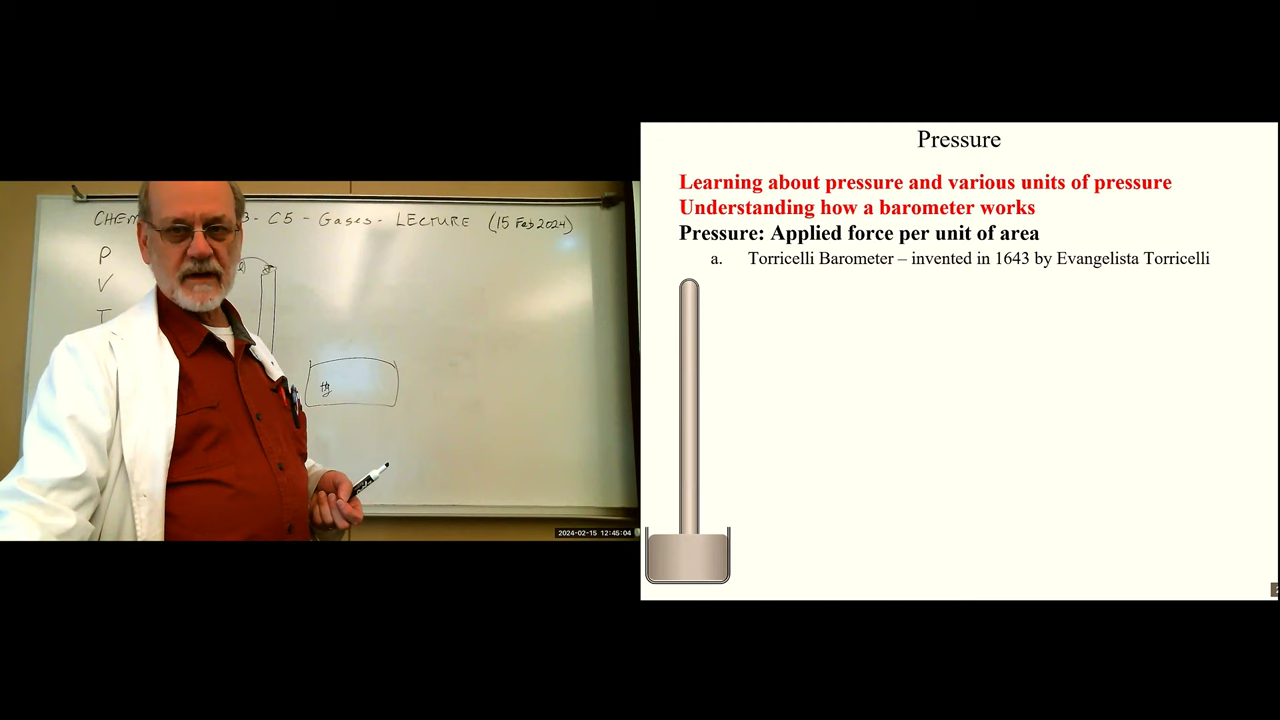 CHEM 3 - C5 - Gases - LECTURE (15 Feb 2024)
P
V
T
Hg
2024-02-15 12:45:04
Pressure
Learning about pressure and various units of pressure
Understanding how a barometer works
Pressure: Applied force per unit of area
a. Torricelli Barometer – invented in 1643 by Evangelista Torricelli